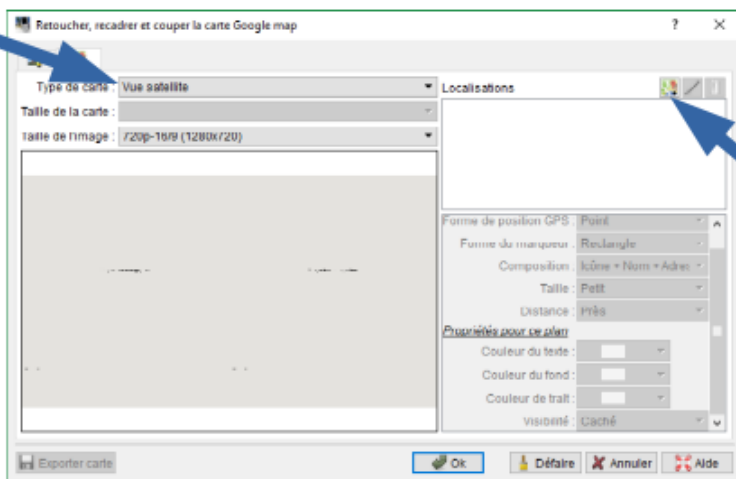 Retoucher, recadrer et couper la carte Google map
Type de carte : Vue satellite
Taille de la carte :
Taille de l'image : 720p-16/9 (1280x720)
Localisations
Forme de position GPS : Point
Forme du marqueur : Rectangle
Composition : Icône + Nom + Adres
Taille : Petit
Distance : Près
Propriétés pour ce plan
Couleur du texte :
Couleur du fond :
Couleur de trait :
Visibilité : Caché
Exporter carte
Ok
Défaire
Annuler
Aide